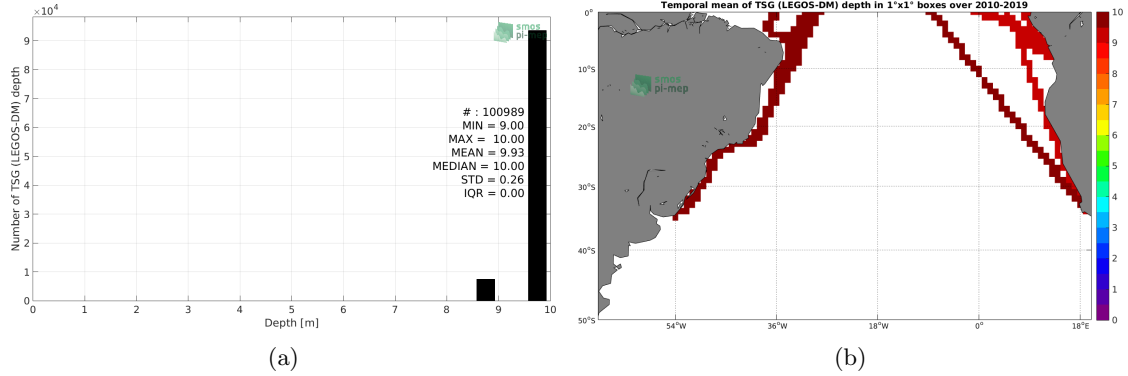 ×10⁴
9
8
7
6
5
4
3
2
1
0
Number of TSG (LEGOS-DM) depth
smos
pi-mep
# : 100989
MIN = 9.00
MAX = 10.00
MEAN = 9.93
MEDIAN = 10.00
STD = 0.26
IQR = 0.00
0 1 2 3 4 5 6 7 8 9 10
Depth [m]
(a)
Temporal mean of TSG (LEGOS-DM) depth in 1°x1° boxes over 2010-2019
0°
10°S
20°S
30°S
40°S
50°S
smos
pi-mep
54°W 36°W 18°W 0° 18°E
10
9
8
7
6
5
4
3
2
1
0
(b)